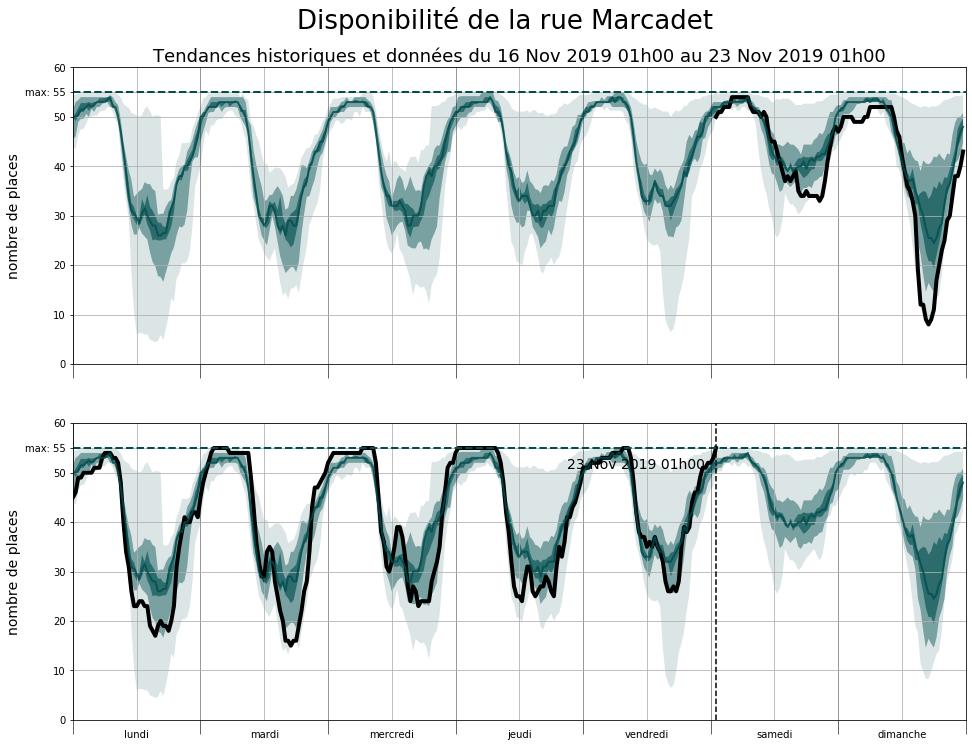 Disponibilité de la rue Marcadet
Tendances historiques et données du 16 Nov 2019 01h00 au 23 Nov 2019 01h00
60
max: 55
50
40
30
20
10
0
nombre de places
60
max: 55
50
40
30
20
10
0
nombre de places
23 Nov 2019 01h00
lundi
mardi
mercredi
jeudi
vendredi
samedi
dimanche